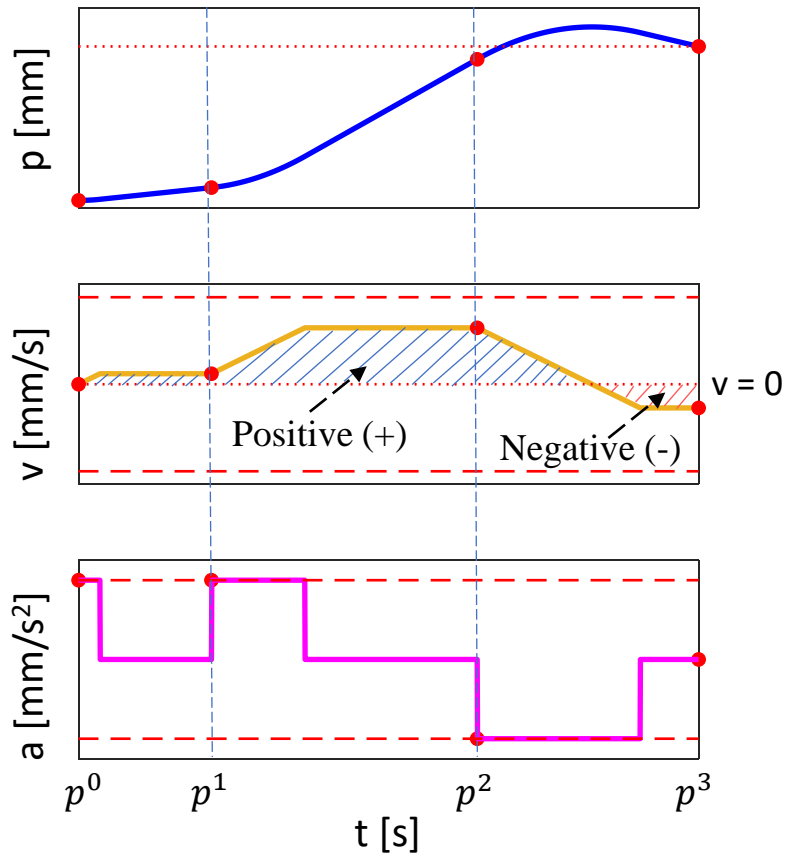 p [mm]
v [mm/s]
v = 0
Positive (+)
Negative (-)
a [mm/s²]
p⁰ p¹ p² p³
t [s]